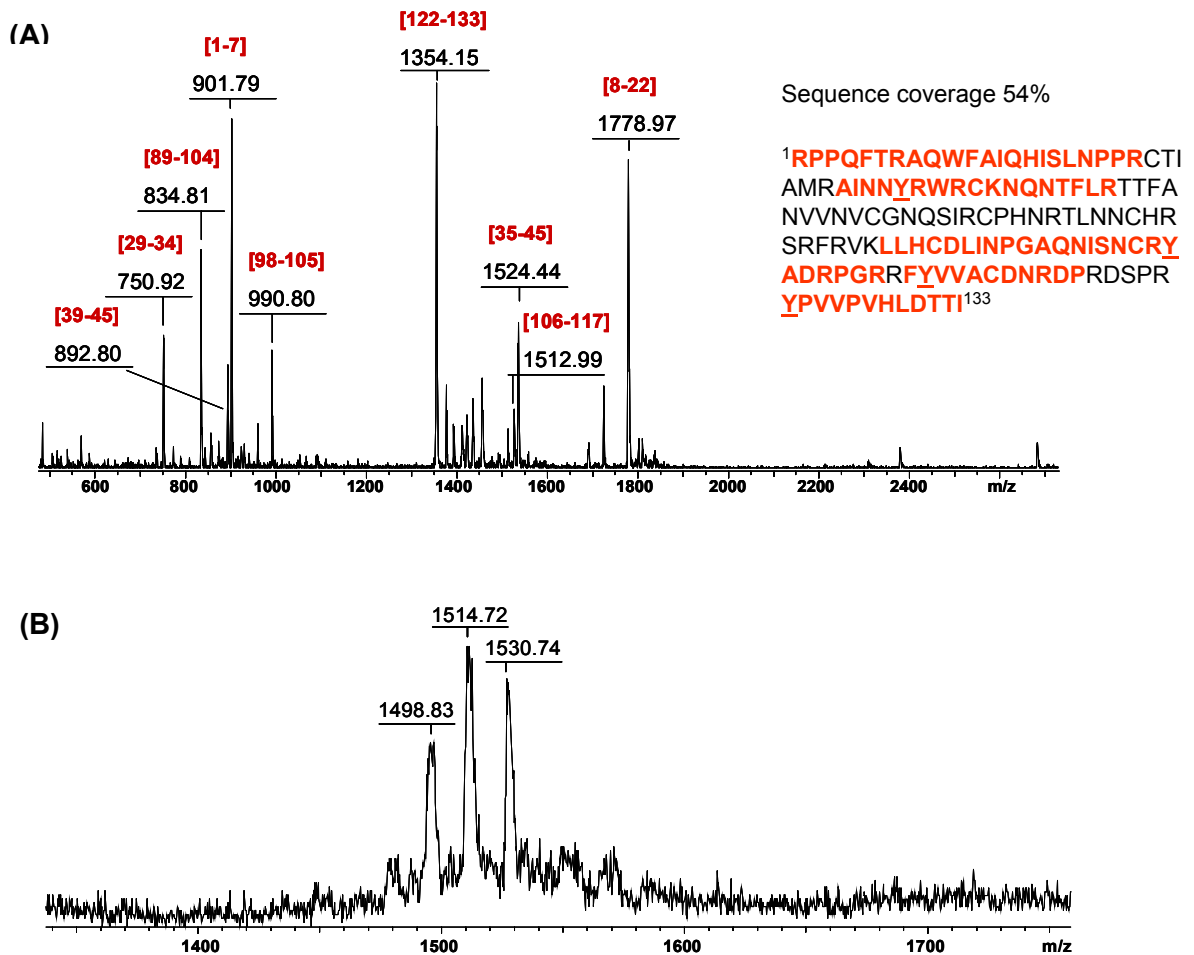 (A)
[122-133]
1354.15
[1-7]
901.79
[8-22]
1778.97
[89-104]
834.81
[29-34]
750.92
[98-105]
990.80
[35-45]
1524.44
[39-45]
892.80
[106-117]
1512.99
600 800 1000 1200 1400 1600 1800 2000 2200 2400 m/z
Sequence coverage 54%
1RPPQFTRAQWFAIQHISLNPPRCTI
AMRAINNYRWRCKNQNTFLRTTFA
NVVNVCGNQSIRCPHNRTLNNCHR
SRFRVKLLHCDLINPGAQNISNCRY
ADRPGRRFYVVACDNRDPRDSPR
YPVVPVHLDTTI133
(B)
1514.72
1530.74
1498.83
1400 1500 1600 1700 m/z